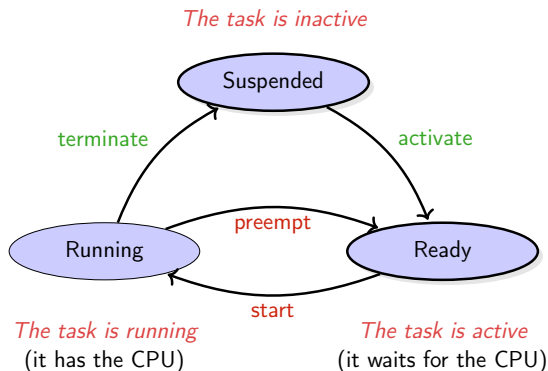 The task is inactive
Suspended
terminate
activate
preempt
Running
Ready
start
The task is running
(it has the CPU)
The task is active
(it waits for the CPU)